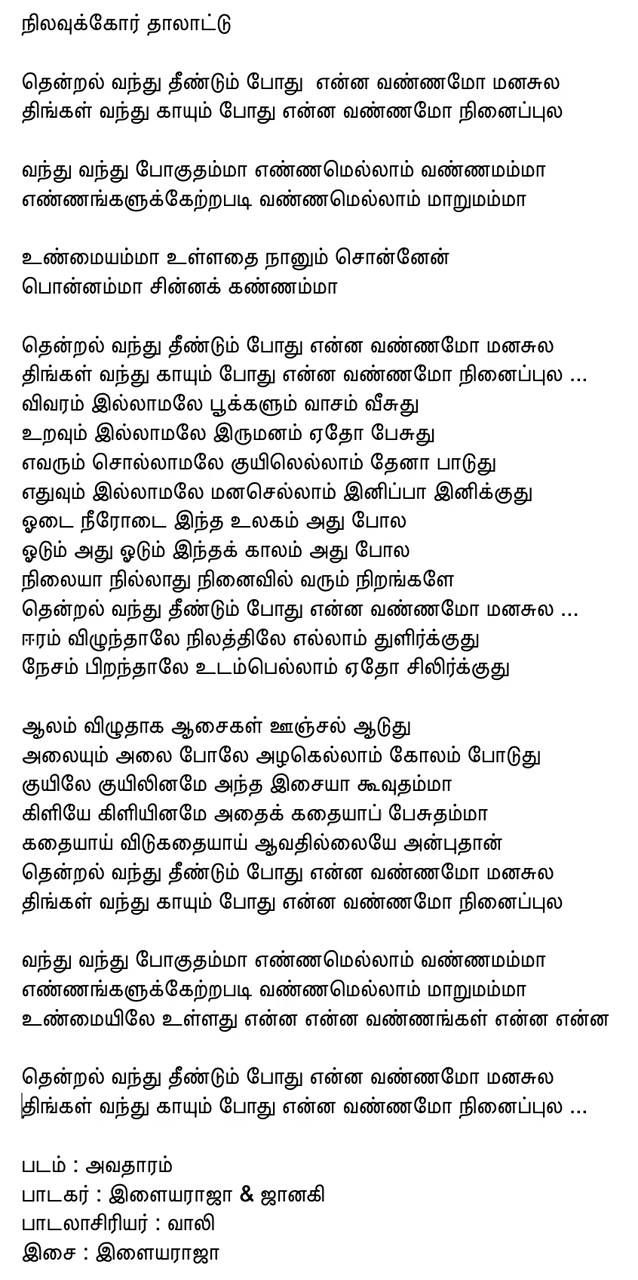 நிலவுக்கோர் தாலாட்டு
தென்றல் வந்து தீண்டும் போது என்ன வண்ணமோ மனசுல
திங்கள் வந்து காயும் போது என்ன வண்ணமோ நினைப்புல
வந்து வந்து போகுதம்மா எண்ணமெல்லாம் வண்ணமம்மா
எண்ணங்களுக்கேற்றபடி வண்ணமெல்லாம் மாறுமம்மா
உண்மையம்மா உள்ளதை நானும் சொன்னேன்
பொன்னம்மா சின்னக் கண்ணம்மா
தென்றல் வந்து தீண்டும் போது என்ன வண்ணமோ மனசுல
திங்கள் வந்து காயும் போது என்ன வண்ணமோ நினைப்புல ...
விவரம் இல்லாமலே பூக்களும் வாசம் வீசுது
உறவும் இல்லாமலே இருமனம் ஏதோ பேசுது
எவரும் சொல்லாமலே குயிலெல்லாம் தேனா பாடுது
எதுவும் இல்லாமலே மனசெல்லாம் இனிப்பா இனிக்குது
ஓடை நீரோடை இந்த உலகம் அது போல
ஓடும் அது ஓடும் இந்தக் காலம் அது போல
நிலையா நில்லாது நினைவில் வரும் நிறங்களே
தென்றல் வந்து தீண்டும் போது என்ன வண்ணமோ மனசுல ...
ஈரம் விழுந்தாலே நிலத்திலே எல்லாம் துளிர்க்குது
நேசம் பிறந்தாலே உடம்பெல்லாம் ஏதோ சிலிர்க்குது
ஆலம் விழுதாக ஆசைகள் ஊஞ்சல் ஆடுது
அலையும் அலை போலே அழகெல்லாம் கோலம் போடுது
குயிலே குயிலினமே அந்த இசையா கூவுதம்மா
கிளியே கிளியினமே அதைக் கதையாப் பேசுதம்மா
கதையாய் விடுகதையாய் ஆவதில்லையே அன்புதான்
தென்றல் வந்து தீண்டும் போது என்ன வண்ணமோ மனசுல
திங்கள் வந்து காயும் போது என்ன வண்ணமோ நினைப்புல
வந்து வந்து போகுதம்மா எண்ணமெல்லாம் வண்ணமம்மா
எண்ணங்களுக்கேற்றபடி வண்ணமெல்லாம் மாறுமம்மா
உண்மையிலே உள்ளது என்ன என்ன வண்ணங்கள் என்ன என்ன
தென்றல் வந்து தீண்டும் போது என்ன வண்ணமோ மனசுல
திங்கள் வந்து காயும் போது என்ன வண்ணமோ நினைப்புல ...
படம் : அவதாரம்
பாடகர் : இளையராஜா & ஜானகி
பாடலாசிரியர் : வாலி
இசை : இளையராஜா